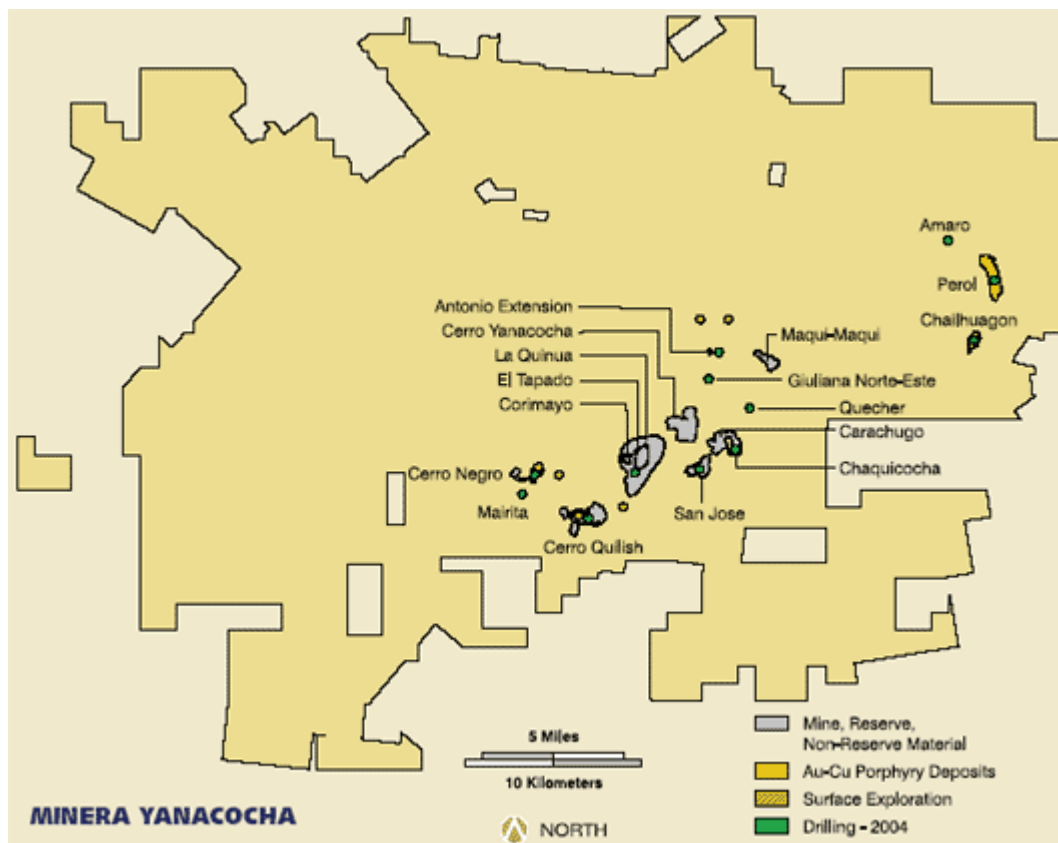 Amaro
Perol
Chailhuagon
Antonio Extension
Cerro Yanacocha
La Quinua
El Tapado
Corimayo
Maqui-Maqui
Giuliana Norte-Este
Quecher
Carachugo
Chaquicocha
Cerro Negro
Mairita
San Jose
Cerro Quilish
5 Miles
10 Kilometers
Mine, Reserve,
Non-Reserve Material
Au-Cu Porphyry Deposits
Surface Exploration
Drilling - 2004
MINERA YANACOCHA
NORTH